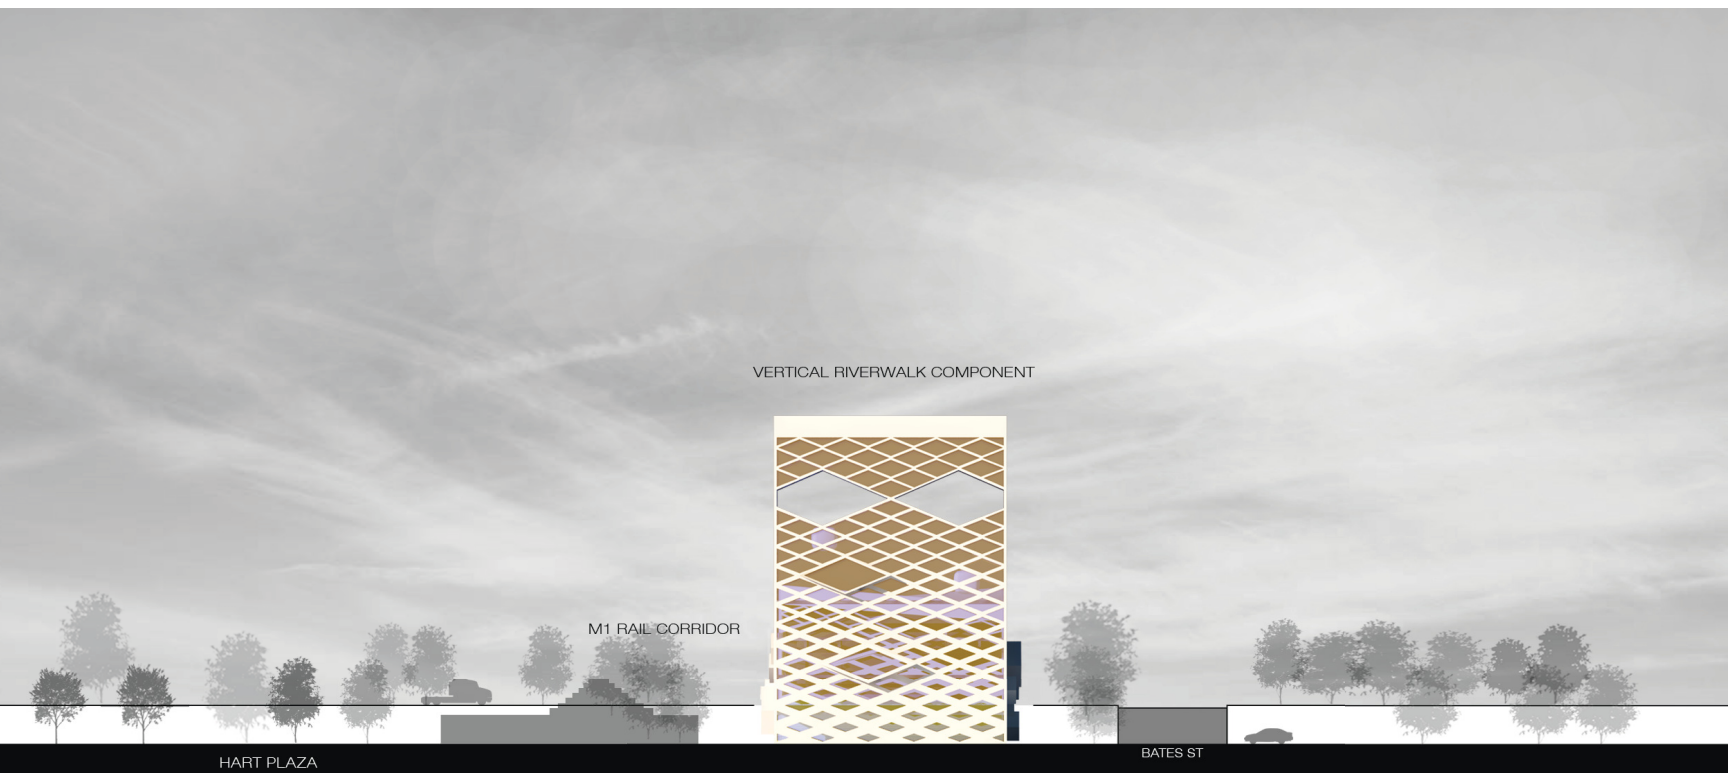 VERTICAL RIVERWALK COMPONENT
M1 RAIL CORRIDOR
BATES ST
HART PLAZA